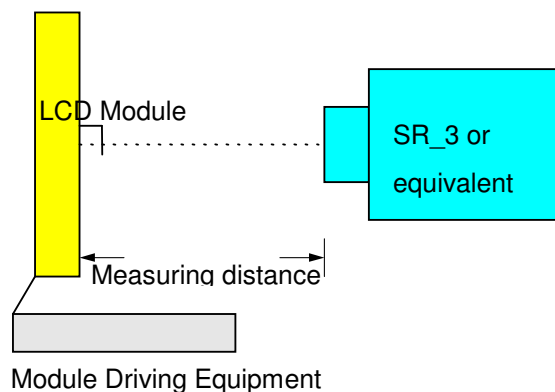 LCD Module
SR_3 or
equivalent
Measuring distance
Module Driving Equipment